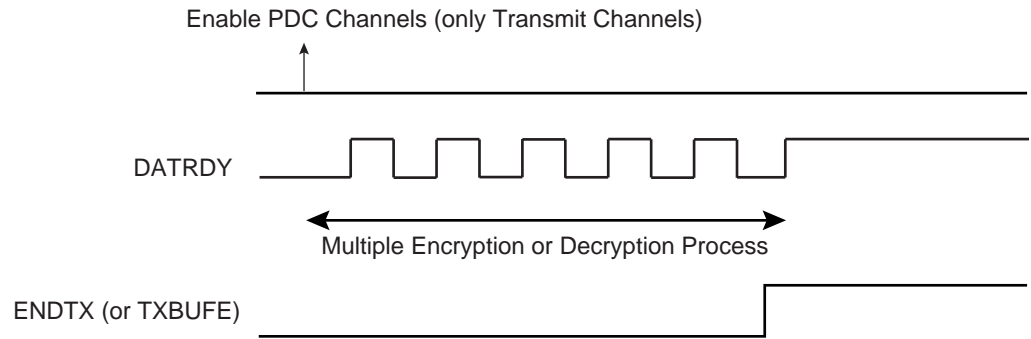 Enable PDC Channels (only Transmit Channels)
DATRDY
Multiple Encryption or Decryption Process
ENDTX (or TXBUFE)